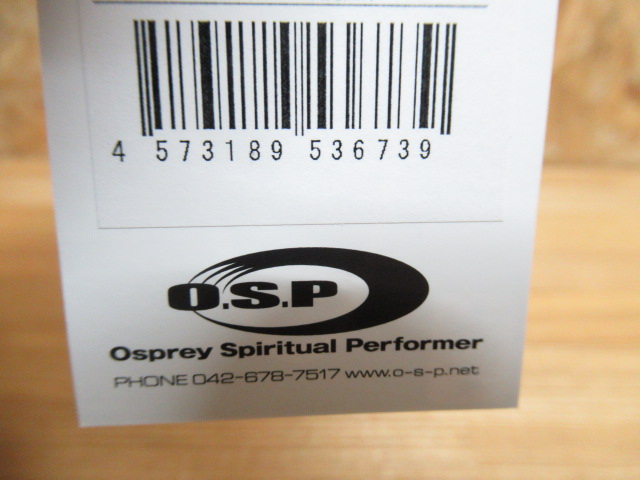 4 573189 536739
O.S.P
Osprey Spiritual Performer
PHONE 042-678-7517 www.o-s-p.net